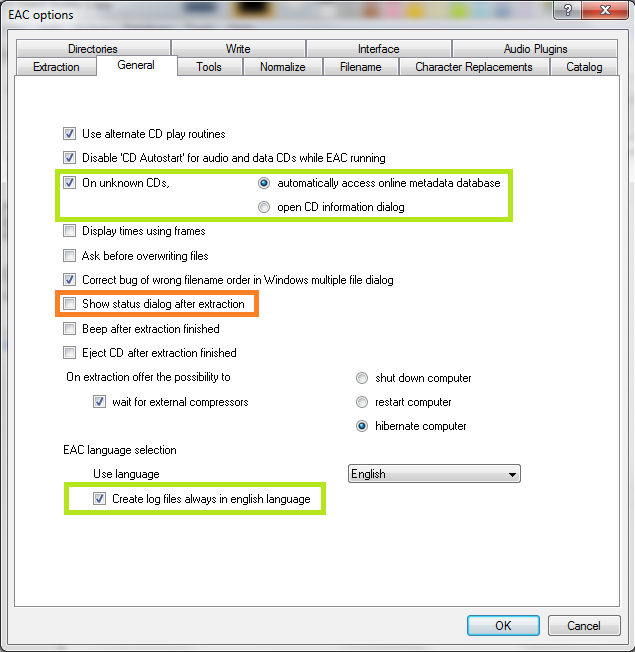 EAC options
Directories Write Interface Audio Plugins
Extraction General Tools Normalize Filename Character Replacements Catalog
Use alternate CD play routines
Disable 'CD Autostart' for audio and data CDs while EAC running
On unknown CDs, automatically access online metadata database
open CD information dialog
Display times using frames
Ask before overwriting files
Correct bug of wrong filename order in Windows multiple file dialog
Show status dialog after extraction
Beep after extraction finished
Eject CD after extraction finished
On extraction offer the possibility to shut down computer
wait for external compressors restart computer
hibernate computer
EAC language selection
Use language English
Create log files always in english language
OK Cancel